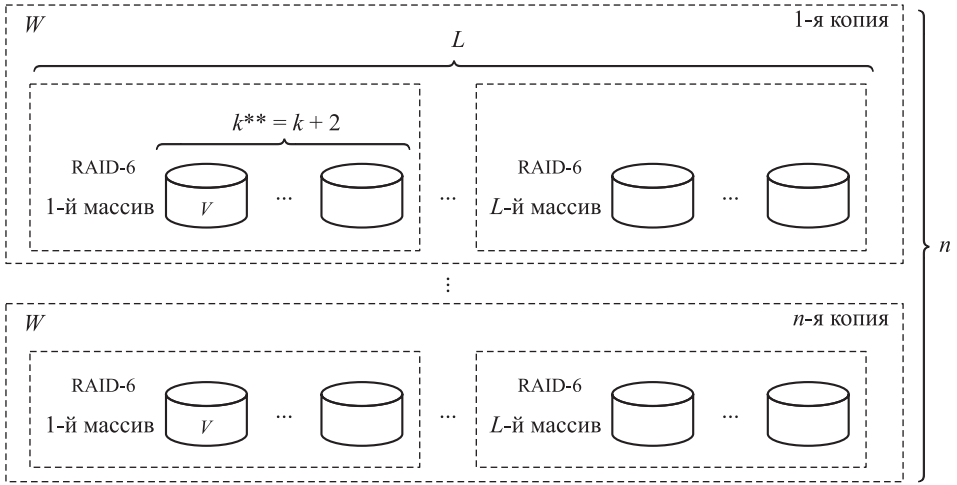 W 1-я копия
L
k** = k + 2
RAID-6 RAID-6
1-й массив V ... ... L-й массив ...
n
⋮
W n-я копия
RAID-6 RAID-6
1-й массив V ... ... L-й массив ...